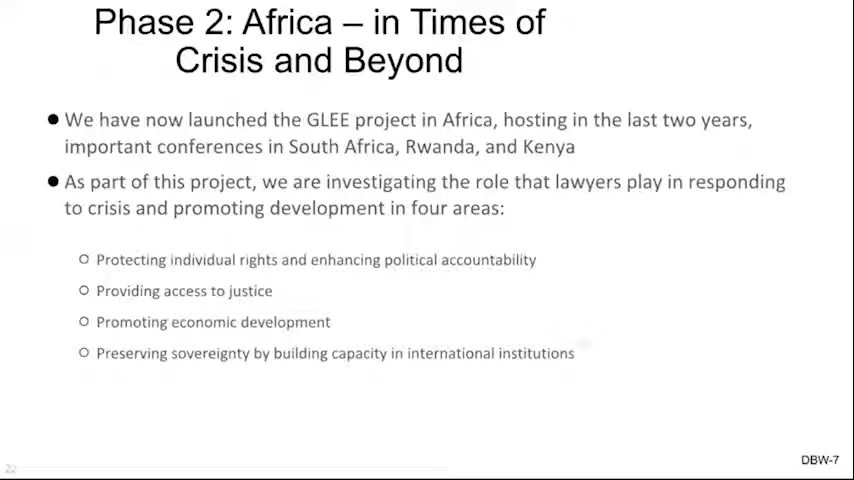 Phase 2: Africa – in Times of
Crisis and Beyond
● We have now launched the GLEE project in Africa, hosting in the last two years,
important conferences in South Africa, Rwanda, and Kenya
● As part of this project, we are investigating the role that lawyers play in responding
to crisis and promoting development in four areas:
○ Protecting individual rights and enhancing political accountability
○ Providing access to justice
○ Promoting economic development
○ Preserving sovereignty by building capacity in international institutions
DBW-7